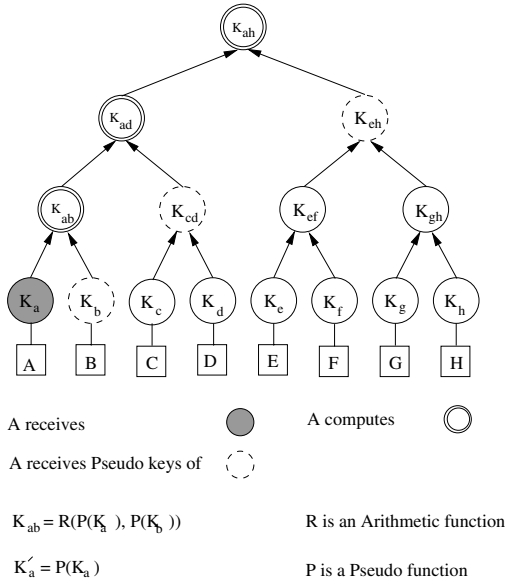 K_ah
K_ad K_eh
K_ab K_cd K_ef K_gh
K_a K_b K_c K_d K_e K_f K_g K_h
A B C D E F G H
A receives
A computes
A receives Pseudo keys of
K_ab = R(P(K_a), P(K_b))
R is an Arithmetic function
K′_a = P(K_a)
P is a Pseudo function